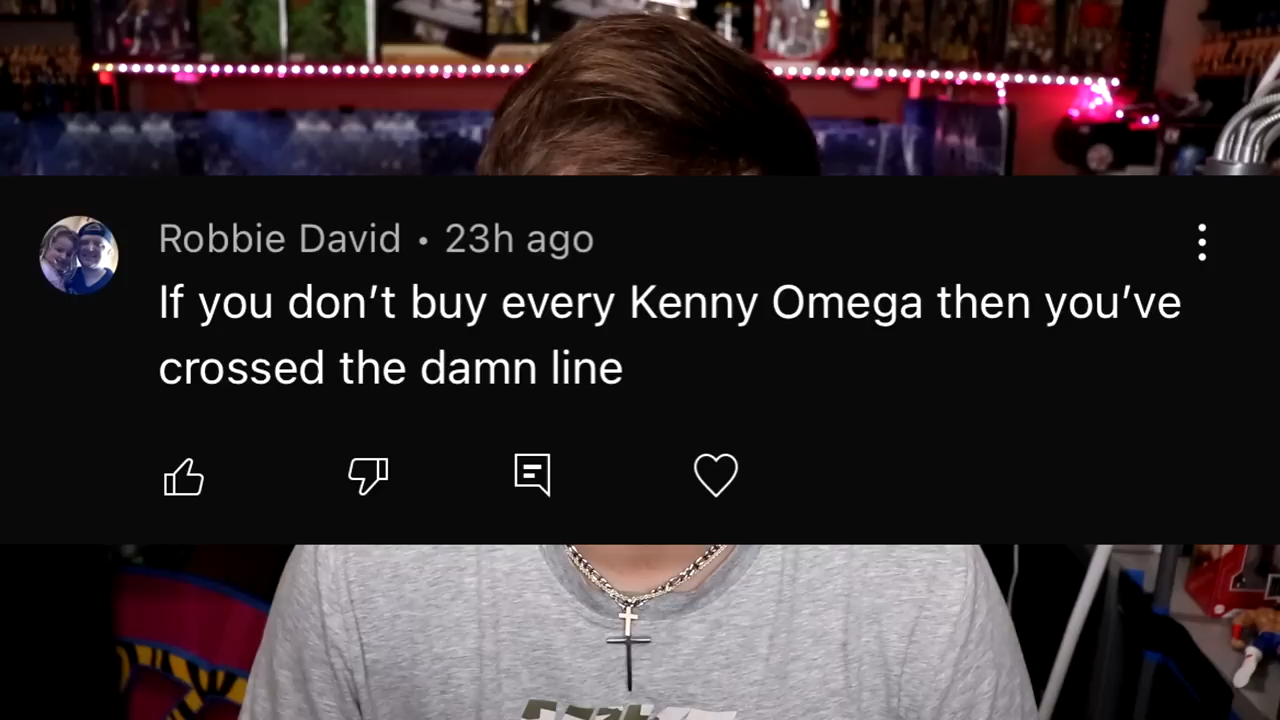 Robbie David • 23h ago
If you don’t buy every Kenny Omega then you’ve
crossed the damn line